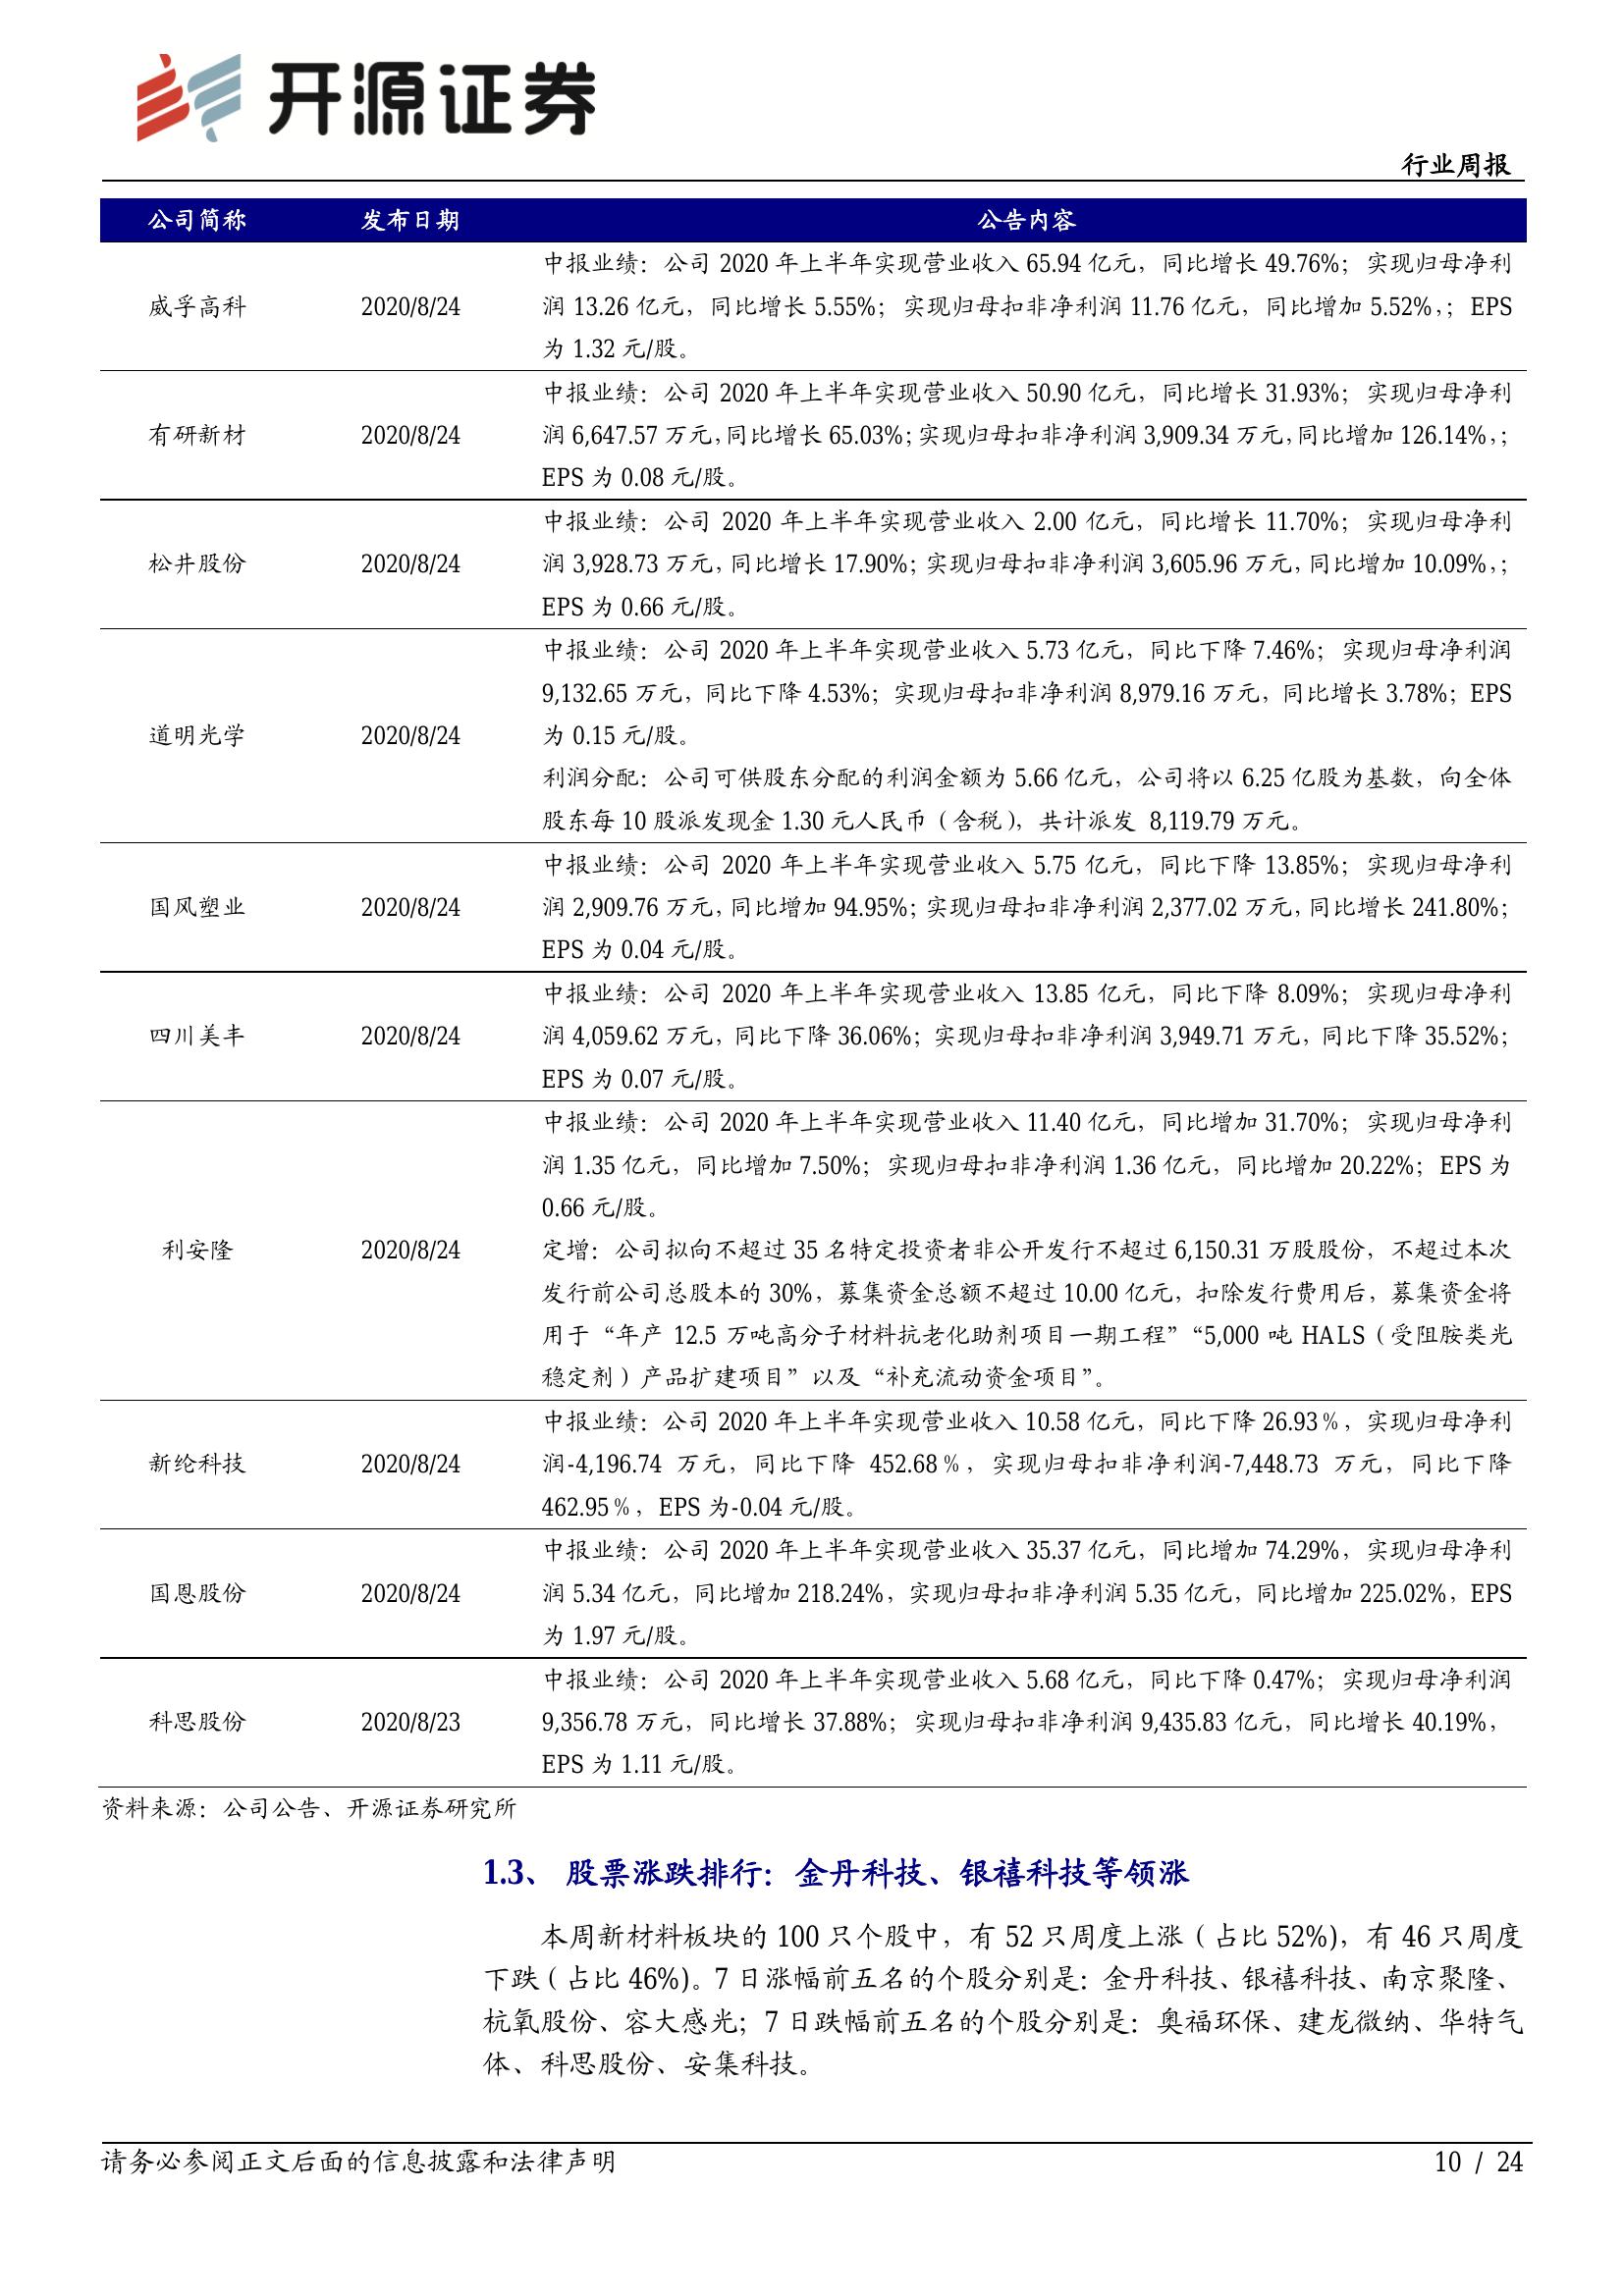 开源证券
行业周报
公司简称 发布日期 公告内容
中报业绩：公司 2020 年上半年实现营业收入 65.94 亿元，同比增长 49.76%；实现归母净利
威孚高科 2020/8/24 润 13.26 亿元，同比增长 5.55%；实现归母扣非净利润 11.76 亿元，同比增加 5.52%，；EPS
为 1.32 元/股。
中报业绩：公司 2020 年上半年实现营业收入 50.90 亿元，同比增长 31.93%；实现归母净利
有研新材 2020/8/24 润 6,647.57 万元，同比增长 65.03%；实现归母扣非净利润 3,909.34 万元，同比增加 126.14%，；
EPS 为 0.08 元/股。
中报业绩：公司 2020 年上半年实现营业收入 2.00 亿元，同比增长 11.70%；实现归母净利
松井股份 2020/8/24 润 3,928.73 万元，同比增长 17.90%；实现归母扣非净利润 3,605.96 万元，同比增加 10.09%，；
EPS 为 0.66 元/股。
中报业绩：公司 2020 年上半年实现营业收入 5.73 亿元，同比下降 7.46%；实现归母净利润
9,132.65 万元，同比下降 4.53%；实现归母扣非净利润 8,979.16 万元，同比增长 3.78%；EPS
道明光学 2020/8/24 为 0.15 元/股。
利润分配：公司可供股东分配的利润金额为 5.66 亿元，公司将以 6.25 亿股为基数，向全体
股东每 10 股派发现金 1.30 元人民币（含税），共计派发 8,119.79 万元。
中报业绩：公司 2020 年上半年实现营业收入 5.75 亿元，同比下降 13.85%；实现归母净利
国风塑业 2020/8/24 润 2,909.76 万元，同比增加 94.95%；实现归母扣非净利润 2,377.02 万元，同比增长 241.80%；
EPS 为 0.04 元/股。
中报业绩：公司 2020 年上半年实现营业收入 13.85 亿元，同比下降 8.09%；实现归母净利
四川美丰 2020/8/24 润 4,059.62 万元，同比下降 36.06%；实现归母扣非净利润 3,949.71 万元，同比下降 35.52%；
EPS 为 0.07 元/股。
中报业绩：公司 2020 年上半年实现营业收入 11.40 亿元，同比增加 31.70%；实现归母净利
润 1.35 亿元，同比增加 7.50%；实现归母扣非净利润 1.36 亿元，同比增加 20.22%；EPS 为
0.66 元/股。
利安隆 2020/8/24 定增：公司拟向不超过 35 名特定投资者非公开发行不超过 6,150.31 万股股份，不超过本次
发行前公司总股本的 30%，募集资金总额不超过 10.00 亿元，扣除发行费用后，募集资金将
用于“年产 12.5 万吨高分子材料抗老化助剂项目一期工程”“5,000 吨 HALS（受阻胺类光
稳定剂）产品扩建项目”以及“补充流动资金项目”。
中报业绩：公司 2020 年上半年实现营业收入 10.58 亿元，同比下降 26.93％，实现归母净利
新纶科技 2020/8/24 润-4,196.74 万元，同比下降 452.68％，实现归母扣非净利润-7,448.73 万元，同比下降
462.95％，EPS 为-0.04 元/股。
中报业绩：公司 2020 年上半年实现营业收入 35.37 亿元，同比增加 74.29%，实现归母净利
国恩股份 2020/8/24 润 5.34 亿元，同比增加 218.24%，实现归母扣非净利润 5.35 亿元，同比增加 225.02%，EPS
为 1.97 元/股。
中报业绩：公司 2020 年上半年实现营业收入 5.68 亿元，同比下降 0.47%；实现归母净利润
科思股份 2020/8/23 9,356.78 万元，同比增长 37.88%；实现归母扣非净利润 9,435.83 亿元，同比增长 40.19%，
EPS 为 1.11 元/股。
资料来源：公司公告、开源证券研究所
1.3、 股票涨跌排行：金丹科技、银禧科技等领涨
本周新材料板块的 100 只个股中，有 52 只周度上涨（占比 52%)，有 46 只周度
下跌（占比 46%)。7 日涨幅前五名的个股分别是：金丹科技、银禧科技、南京聚隆、
杭氧股份、容大感光；7 日跌幅前五名的个股分别是：奥福环保、建龙微纳、华特气
体、科思股份、安集科技。
请务必参阅正文后面的信息披露和法律声明 10 / 24